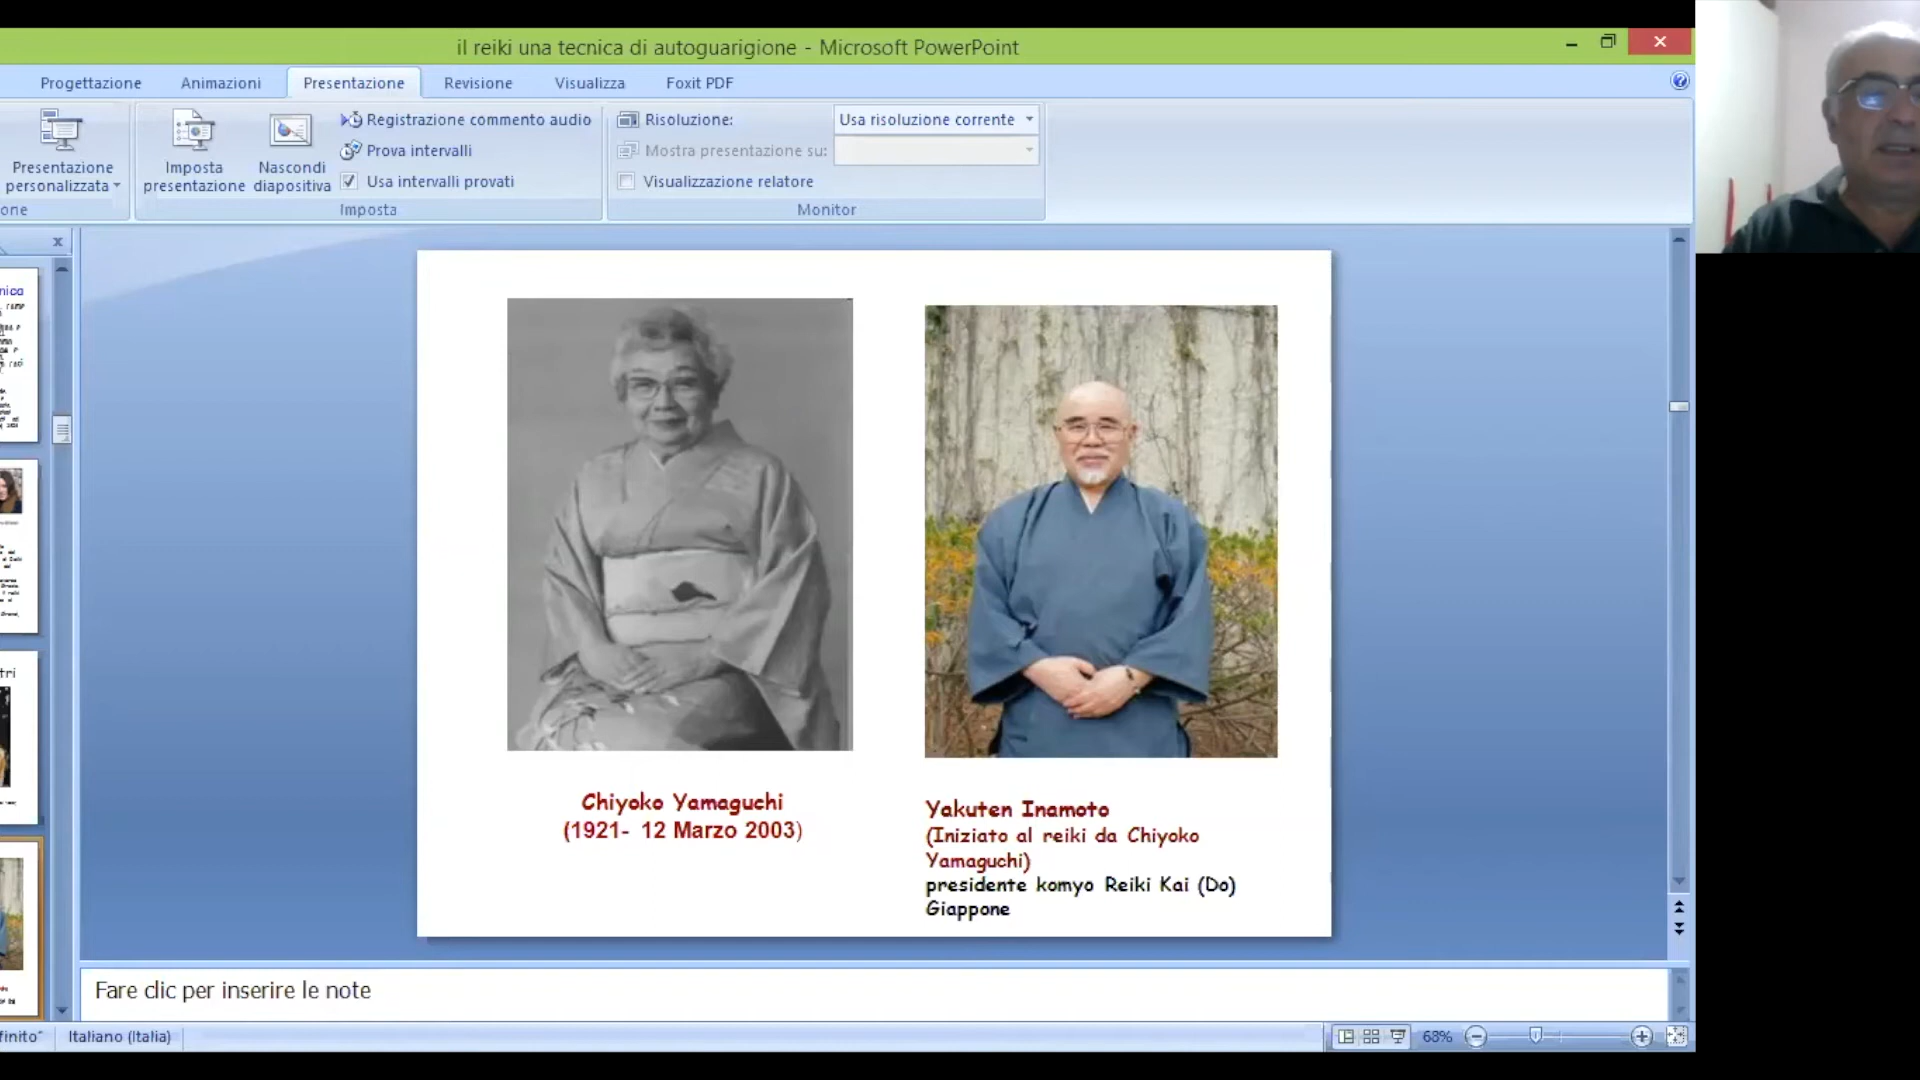 il reiki una tecnica di autoguarigione - Microsoft PowerPoint
Progettazione Animazioni Presentazione Revisione Visualizza Foxit PDF
Presentazione
personalizzata
Imposta
presentazione
Nascondi
diapositiva
Registrazione commento audio
Prova intervalli
Usa intervalli provati
Imposta
Risoluzione: Usa risoluzione corrente
Mostra presentazione su:
Visualizzazione relatore
Monitor
Chiyoko Yamaguchi
(1921- 12 Marzo 2003)
Yakuten Inamoto
(Iniziato al reiki da Chiyoko
Yamaguchi)
presidente komyo Reiki Kai (Do)
Giappone
Fare clic per inserire le note
Italiano (Italia)
68%